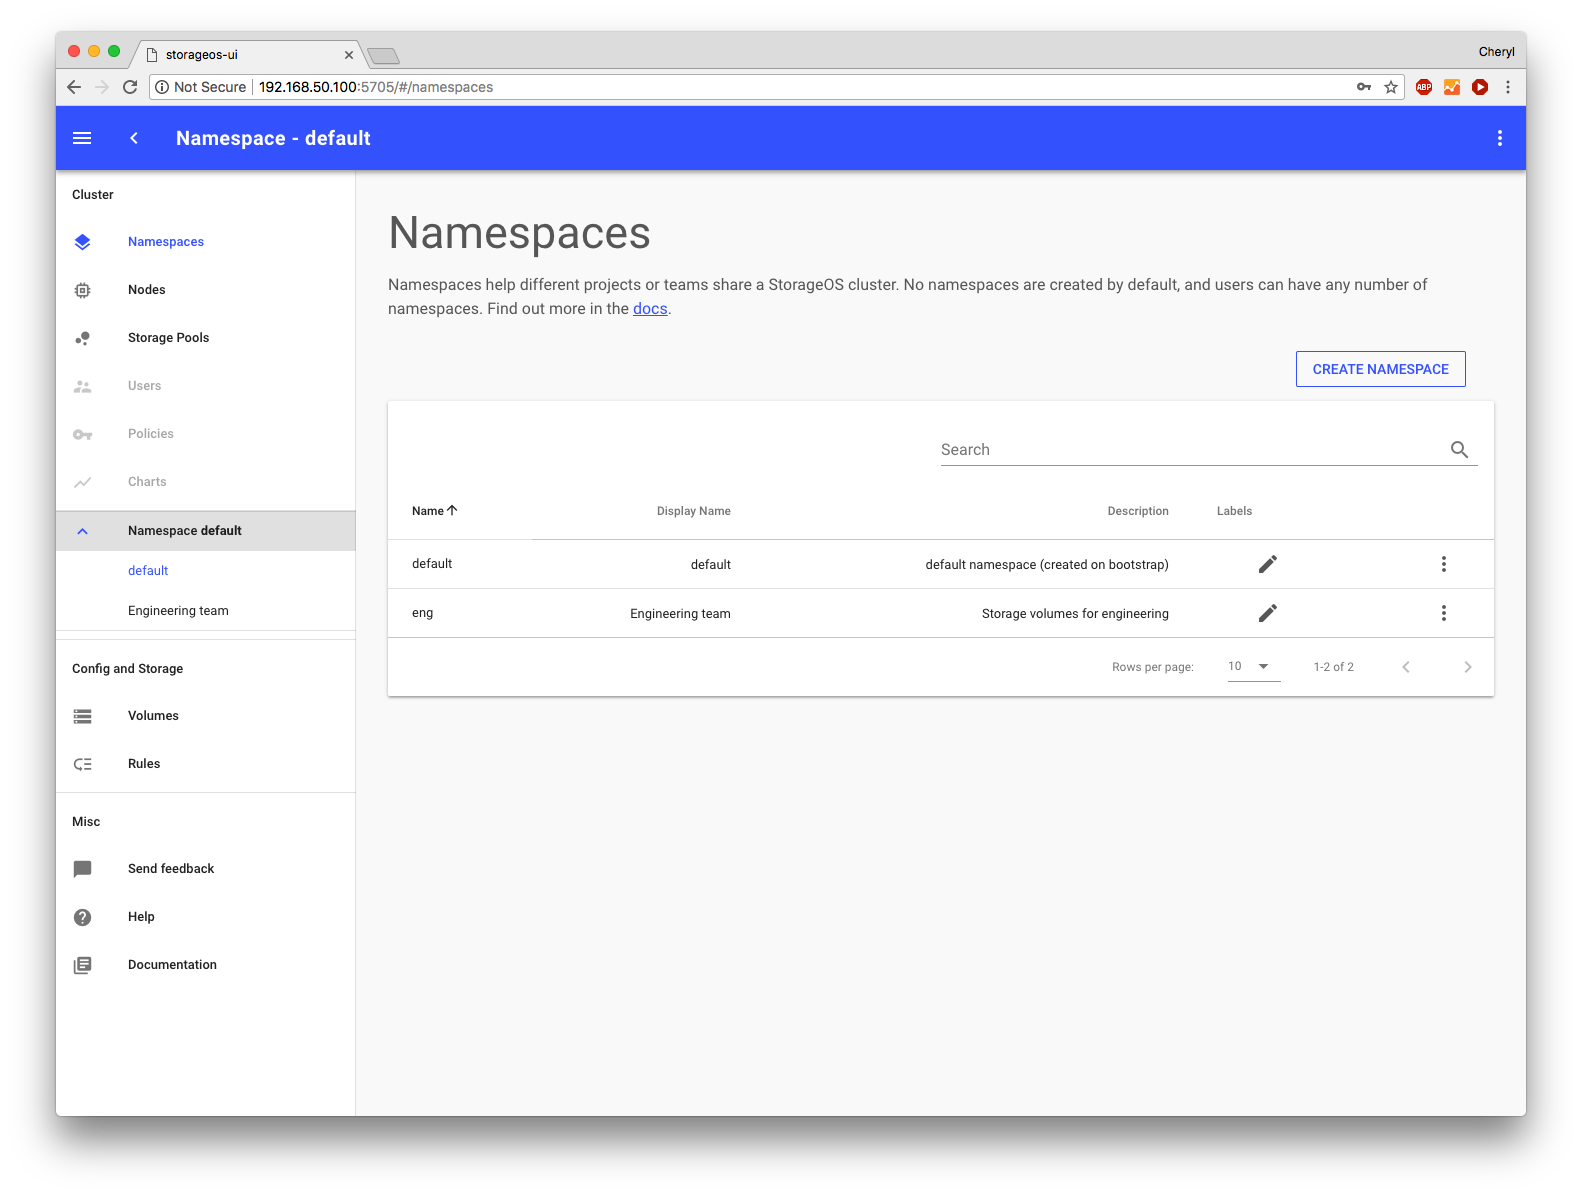 storageos-ui
Cheryl
Not Secure 192.168.50.100:5705/#/namespaces
ABP
Namespace - default
Cluster
Namespaces
Nodes
Storage Pools
Users
Policies
Charts
Namespace default
default
Engineering team
Config and Storage
Volumes
Rules
Misc
Send feedback
Help
Documentation
Namespaces
Namespaces help different projects or teams share a StorageOS cluster. No namespaces are created by default, and users can have any number of
namespaces. Find out more in the docs.
CREATE NAMESPACE
Search
Name Display Name Description Labels
default default default namespace (created on bootstrap)
eng Engineering team Storage volumes for engineering
Rows per page: 10 1-2 of 2